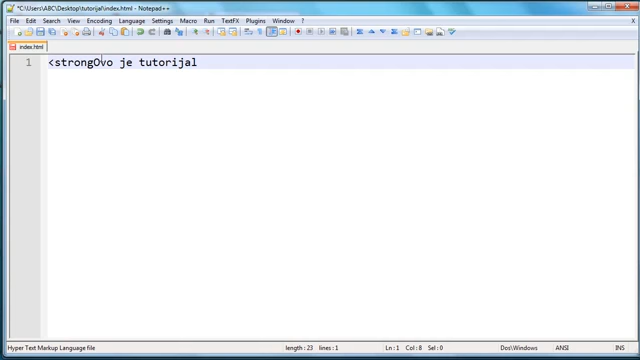 *C:\Users\ABC\Desktop\tutorijal\index.html - Notepad++
File Edit Search View Encoding Language Settings Macro Run TextFX Plugins Window ?
index.html
1 <strongOvo je tutorijal
Hyper Text Markup Language file length : 23 lines : 1 Ln : 1 Col : 8 Sel : 0 Dos\Windows ANSI INS